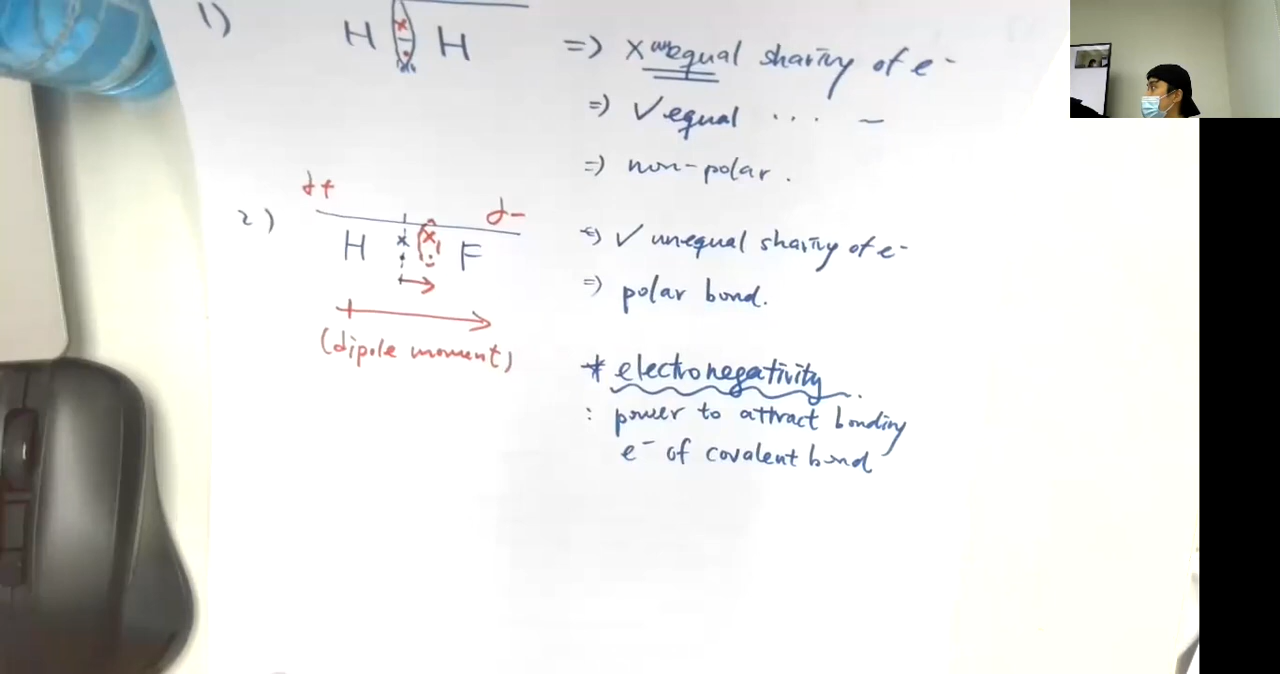 1)
H × H
=> × unequal sharing of e-
=> ✓ equal ... -
=> non-polar.
2)
δ+ δ-
H × × F
(dipole moment)
=> ✓ unequal sharing of e-
=> polar bond.
* electronegativity
: power to attract bonding
e- of covalent bond